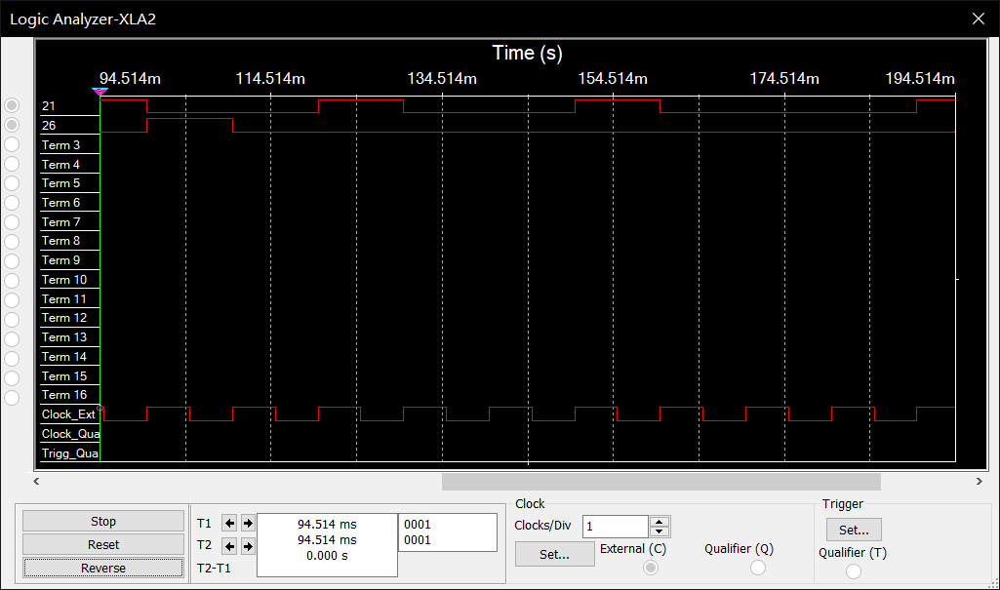 Logic Analyzer-XLA2
Time (s)
94.514m 114.514m 134.514m 154.514m 174.514m 194.514m
21
26
Term 3
Term 4
Term 5
Term 6
Term 7
Term 8
Term 9
Term 10
Term 11
Term 12
Term 13
Term 14
Term 15
Term 16
Clock_Ext
Clock_Qua
Trigg_Qua
Stop
Reset
Reverse
T1
T2
T2-T1
94.514 ms
94.514 ms
0.000 s
0001
0001
Clock
Clocks/Div 1
Set...
External (C)
Qualifier (Q)
Trigger
Set...
Qualifier (T)